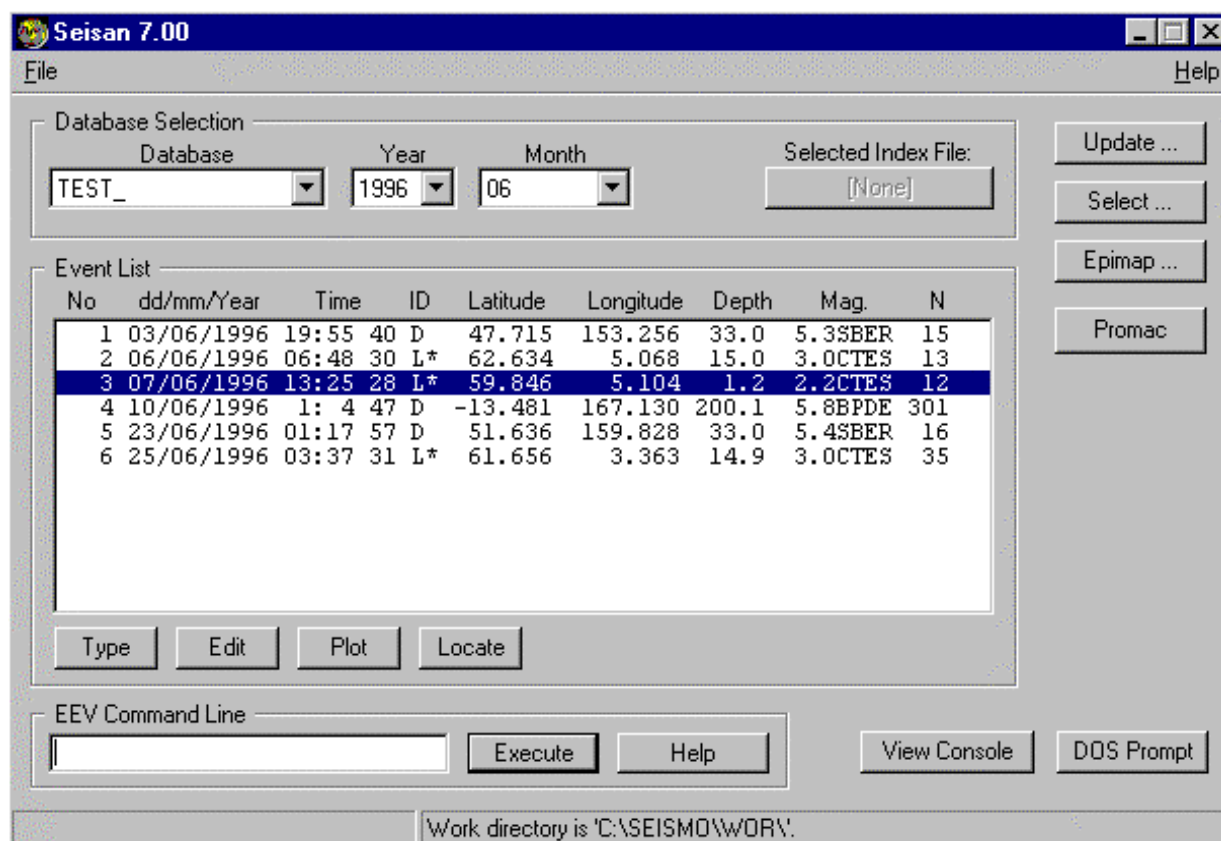 Seisan 7.00
File Help
Database Selection
Database Year Month Selected Index File:
TEST_ 1996 06 [None]
Update ...
Select ...
Epimap ...
Promac
Event List
No dd/mm/Year Time ID Latitude Longitude Depth Mag. N
1 03/06/1996 19:55 40 D 47.715 153.256 33.0 5.3SBER 15
2 06/06/1996 06:48 30 L* 62.634 5.068 15.0 3.0CTES 13
3 07/06/1996 13:25 28 L* 59.846 5.104 1.2 2.2CTES 12
4 10/06/1996 1: 4 47 D -13.481 167.130 200.1 5.8BPDE 301
5 23/06/1996 01:17 57 D 51.636 159.828 33.0 5.4SBER 16
6 25/06/1996 03:37 31 L* 61.656 3.363 14.9 3.0CTES 35
Type Edit Plot Locate
EEV Command Line
Execute Help View Console DOS Prompt
Work directory is 'C:\SEISMO\WOR\'.